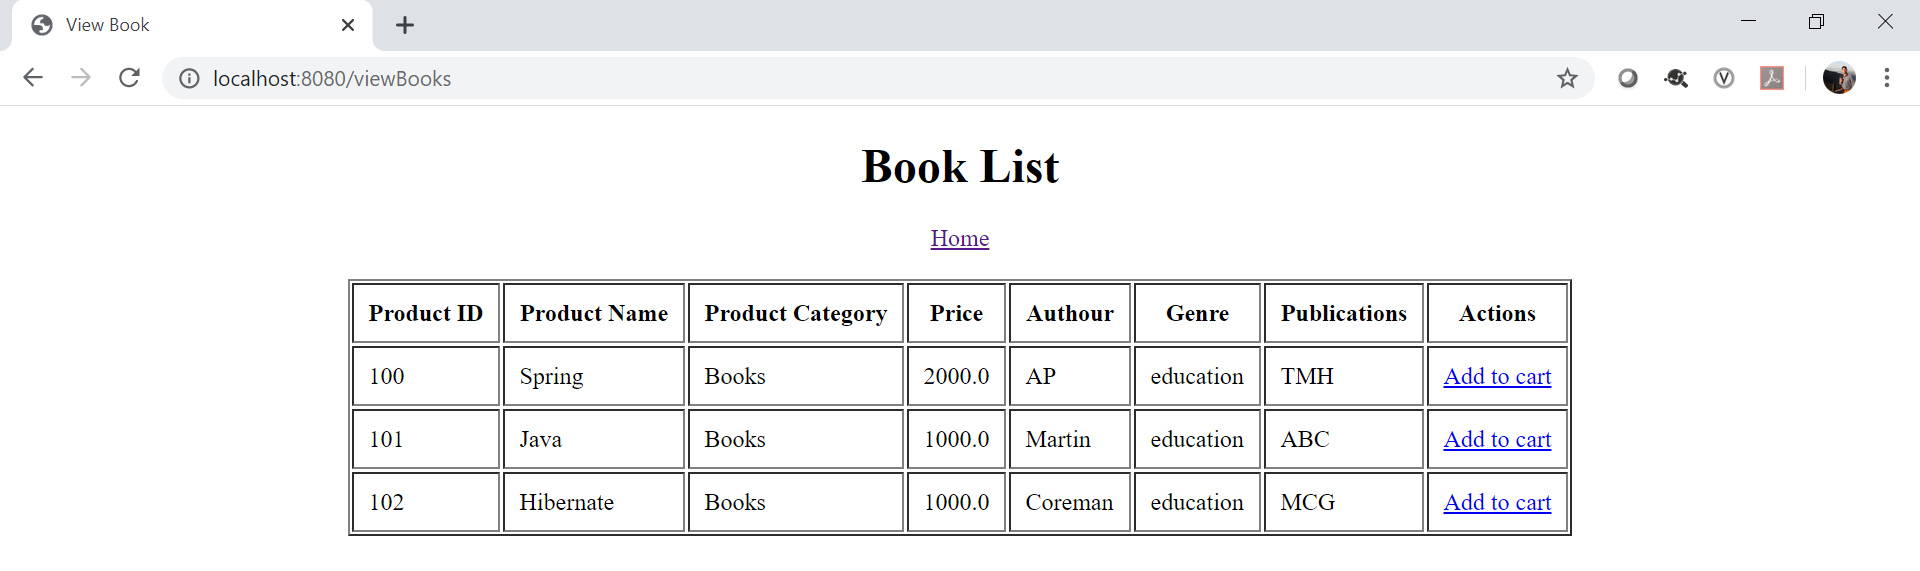 View Book
localhost:8080/viewBooks
Book List
Home
Product ID Product Name Product Category Price Authour Genre Publications Actions
100 Spring Books 2000.0 AP education TMH Add to cart
101 Java Books 1000.0 Martin education ABC Add to cart
102 Hibernate Books 1000.0 Coreman education MCG Add to cart